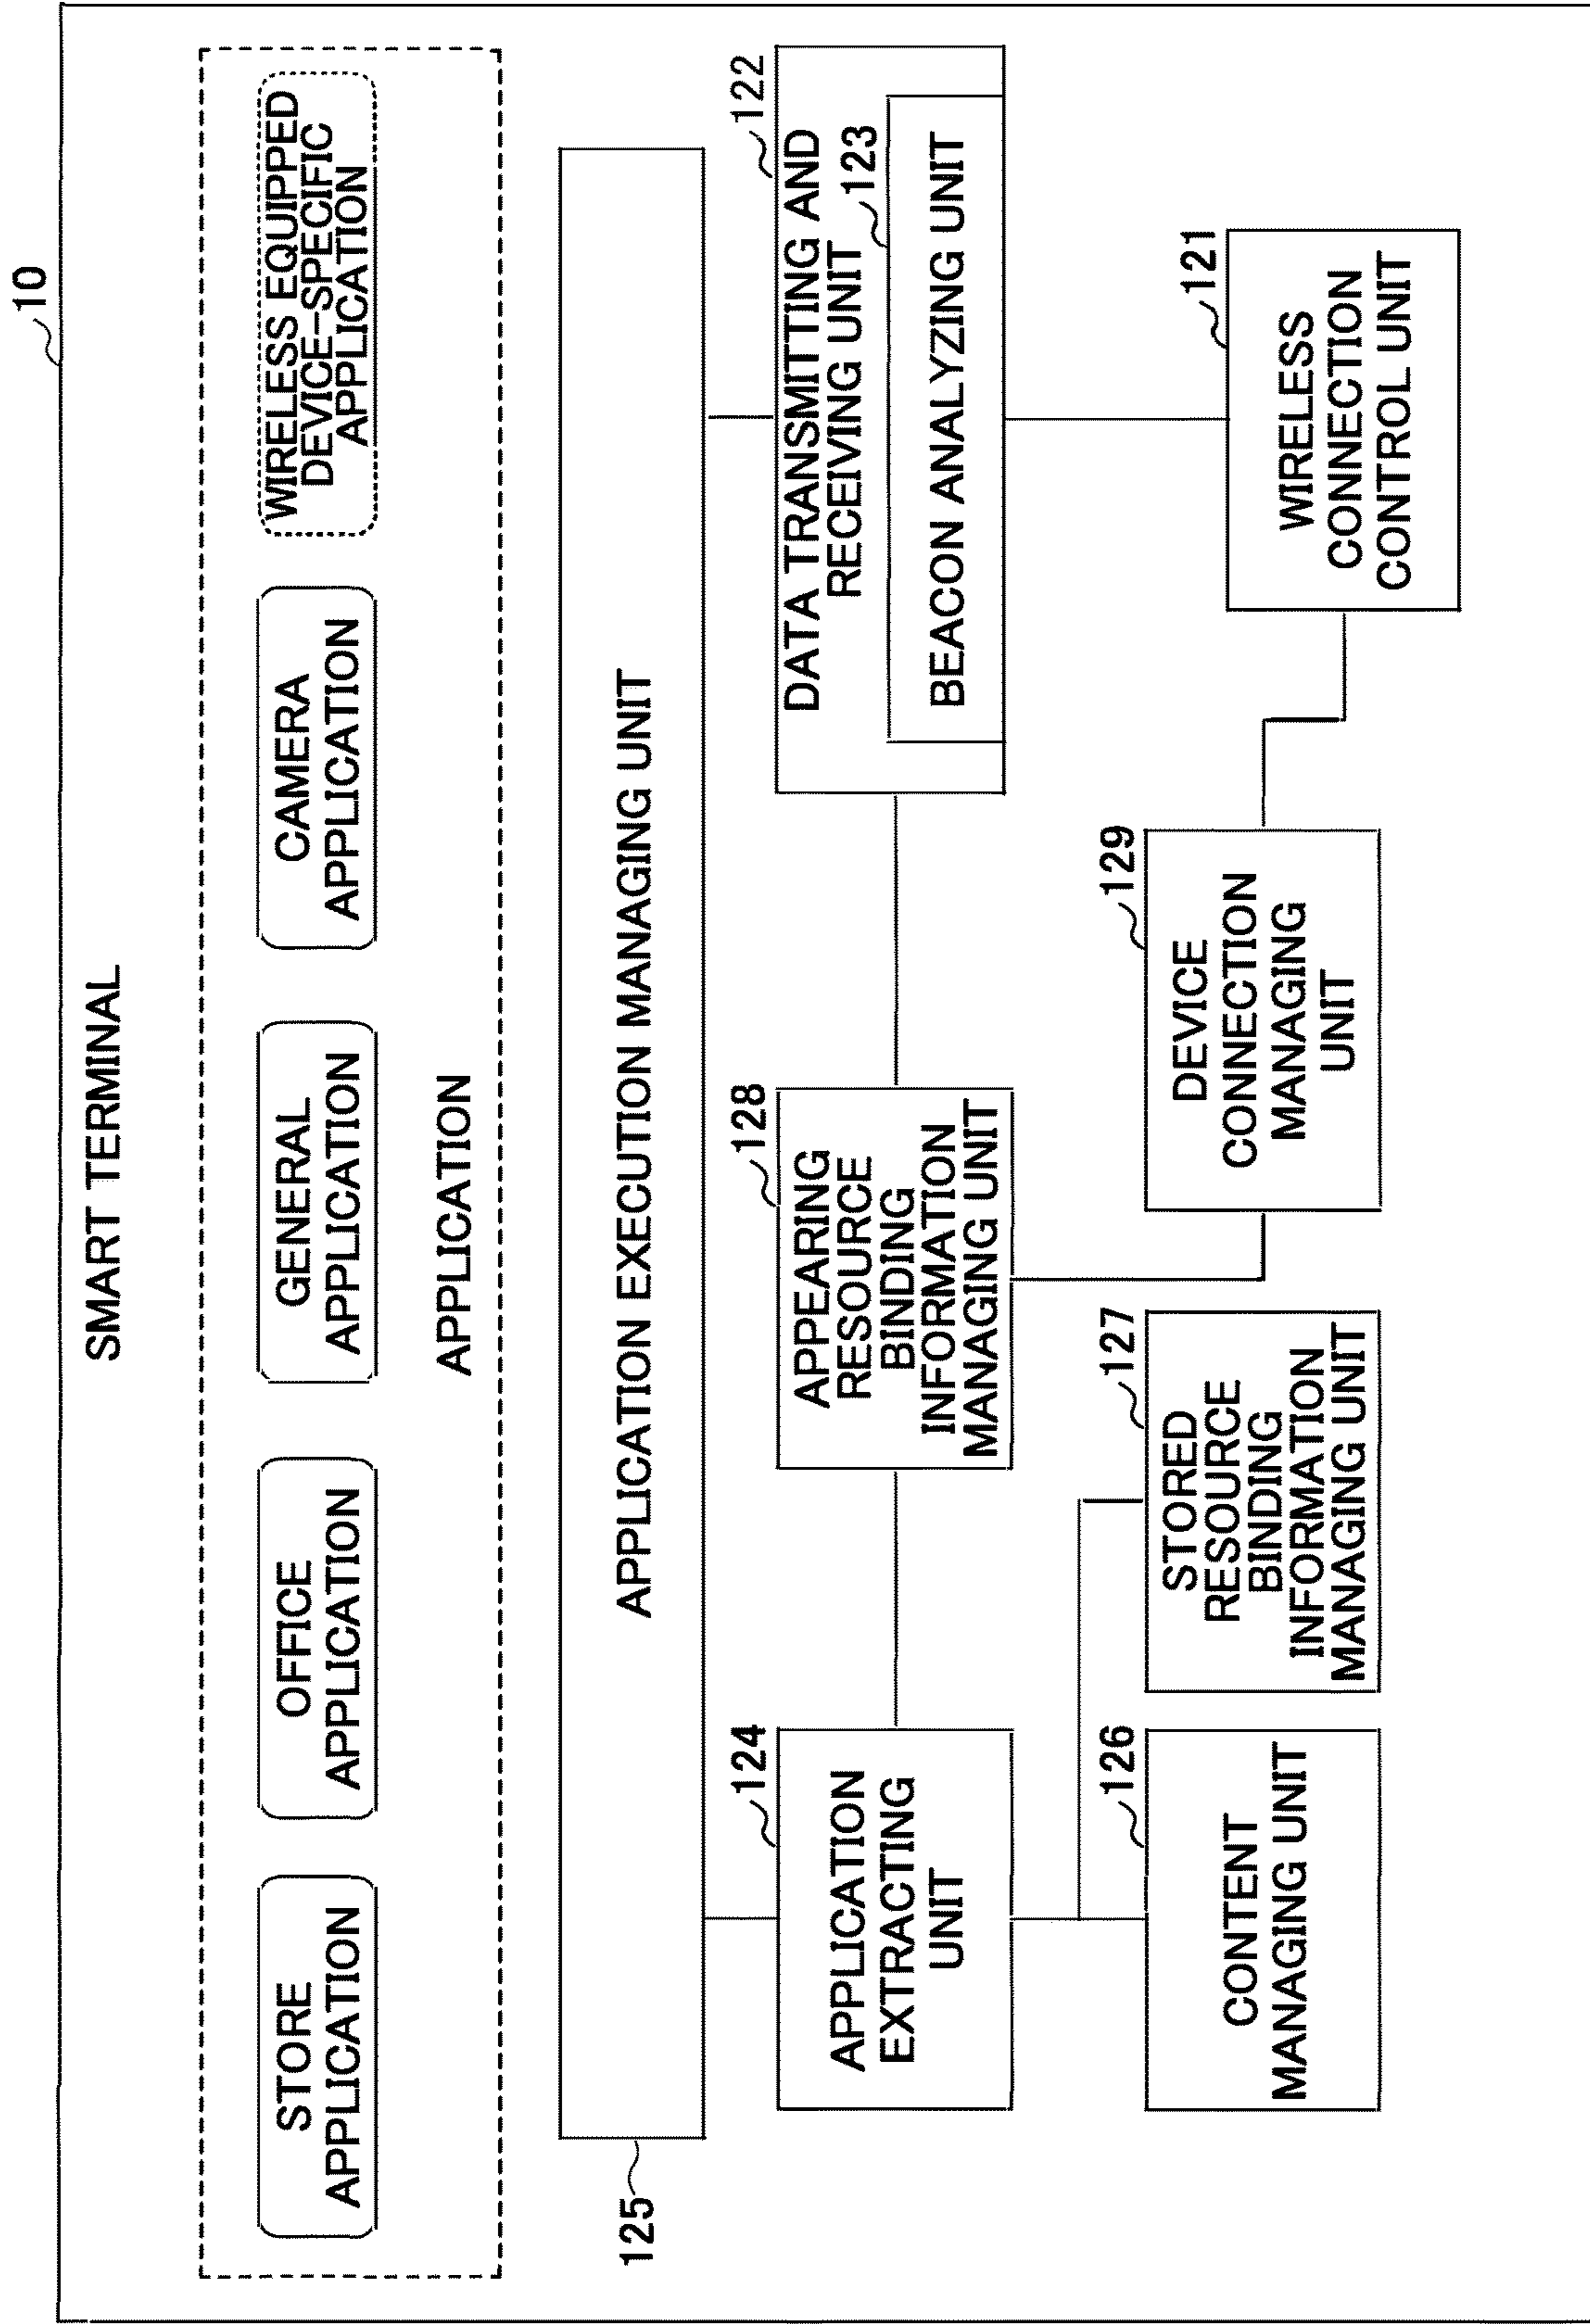 10
SMART TERMINAL
STORE
APPLICATION
OFFICE
APPLICATION
GENERAL
APPLICATION
CAMERA
APPLICATION
WIRELESS EQUIPPED
DEVICE-SPECIFIC
APPLICATION
APPLICATION
125
APPLICATION EXECUTION MANAGING UNIT
124
APPLICATION
EXTRACTING
UNIT
128
APPEARING
RESOURCE
BINDING
INFORMATION
MANAGING UNIT
122
DATA TRANSMITTING AND
RECEIVING UNIT
123
BEACON ANALYZING UNIT
126
CONTENT
MANAGING UNIT
127
STORED
RESOURCE
BINDING
INFORMATION
MANAGING UNIT
129
DEVICE
CONNECTION
MANAGING
UNIT
121
WIRELESS
CONNECTION
CONTROL UNIT